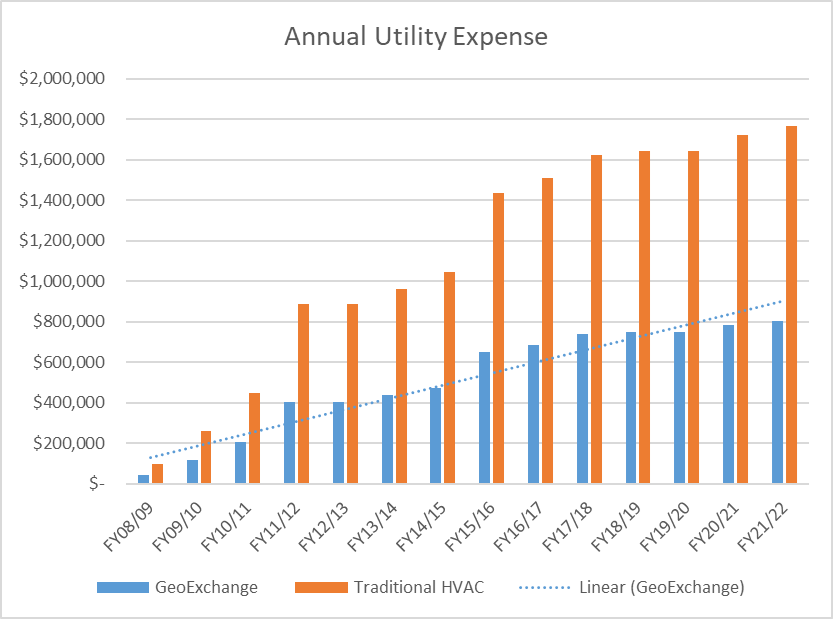 Annual Utility Expense
$2,000,000
$1,800,000
$1,600,000
$1,400,000
$1,200,000
$1,000,000
$800,000
$600,000
$400,000
$200,000
$-
FY08/09
FY09/10
FY10/11
FY11/12
FY12/13
FY13/14
FY14/15
FY15/16
FY16/17
FY17/18
FY18/19
FY19/20
FY20/21
FY21/22
GeoExchange
Traditional HVAC
Linear (GeoExchange)